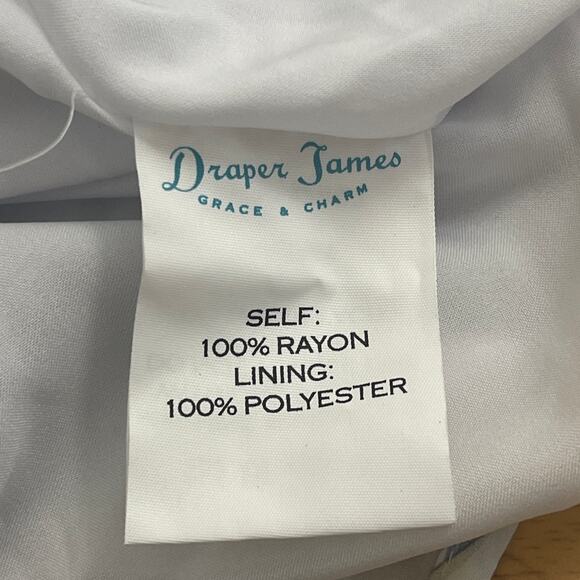 Draper James
GRACE & CHARM
SELF:
100% RAYON
LINING:
100% POLYESTER